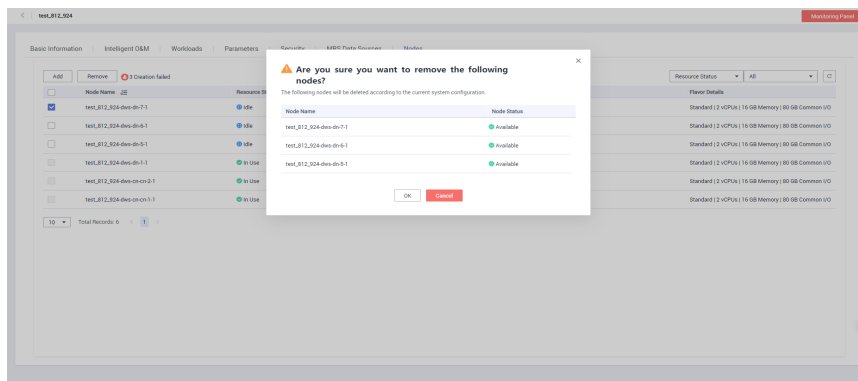 test_812_924
Monitoring Panel
Basic Information
Intelligent O&M
Workloads
Parameters
Security
MRS Data Sources
Nodes
Add
Remove
3 Creation failed
Resource Status
All
Node Name
Resource St
Flavor Details
test_812_924-dws-dn-7-1
Idle
Standard | 2 vCPUs | 16 GB Memory | 80 GB Common I/O
test_812_924-dws-dn-6-1
Idle
Standard | 2 vCPUs | 16 GB Memory | 80 GB Common I/O
test_812_924-dws-dn-5-1
Idle
Standard | 2 vCPUs | 16 GB Memory | 80 GB Common I/O
test_812_924-dws-dn-1-1
In Use
Standard | 2 vCPUs | 16 GB Memory | 80 GB Common I/O
test_812_924-dws-cn-cn-2-1
In Use
Standard | 2 vCPUs | 16 GB Memory | 80 GB Common I/O
test_812_924-dws-cn-cn-1-1
In Use
Standard | 2 vCPUs | 16 GB Memory | 80 GB Common I/O
10
Total Records: 6
1
Are you sure you want to remove the following
nodes?
The following nodes will be deleted according to the current system configuration.
Node Name
Node Status
test_812_924-dws-dn-7-1
Available
test_812_924-dws-dn-6-1
Available
test_812_924-dws-dn-5-1
Available
OK
Cancel